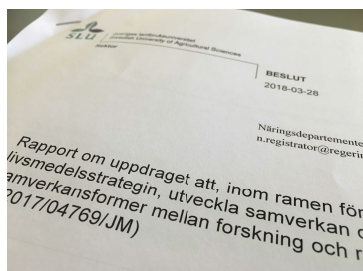 SLU
Sveriges lantbruksuniversitet
Swedish University of Agricultural Sciences
Rektor
BESLUT
2018-03-28
Näringsdepartemente
n.registrator@regerin
Rapport om uppdraget att, inom ramen för
livsmedelsstrategin, utveckla samverkan o
amverkansformer mellan forskning och n
2017/04769/JM)